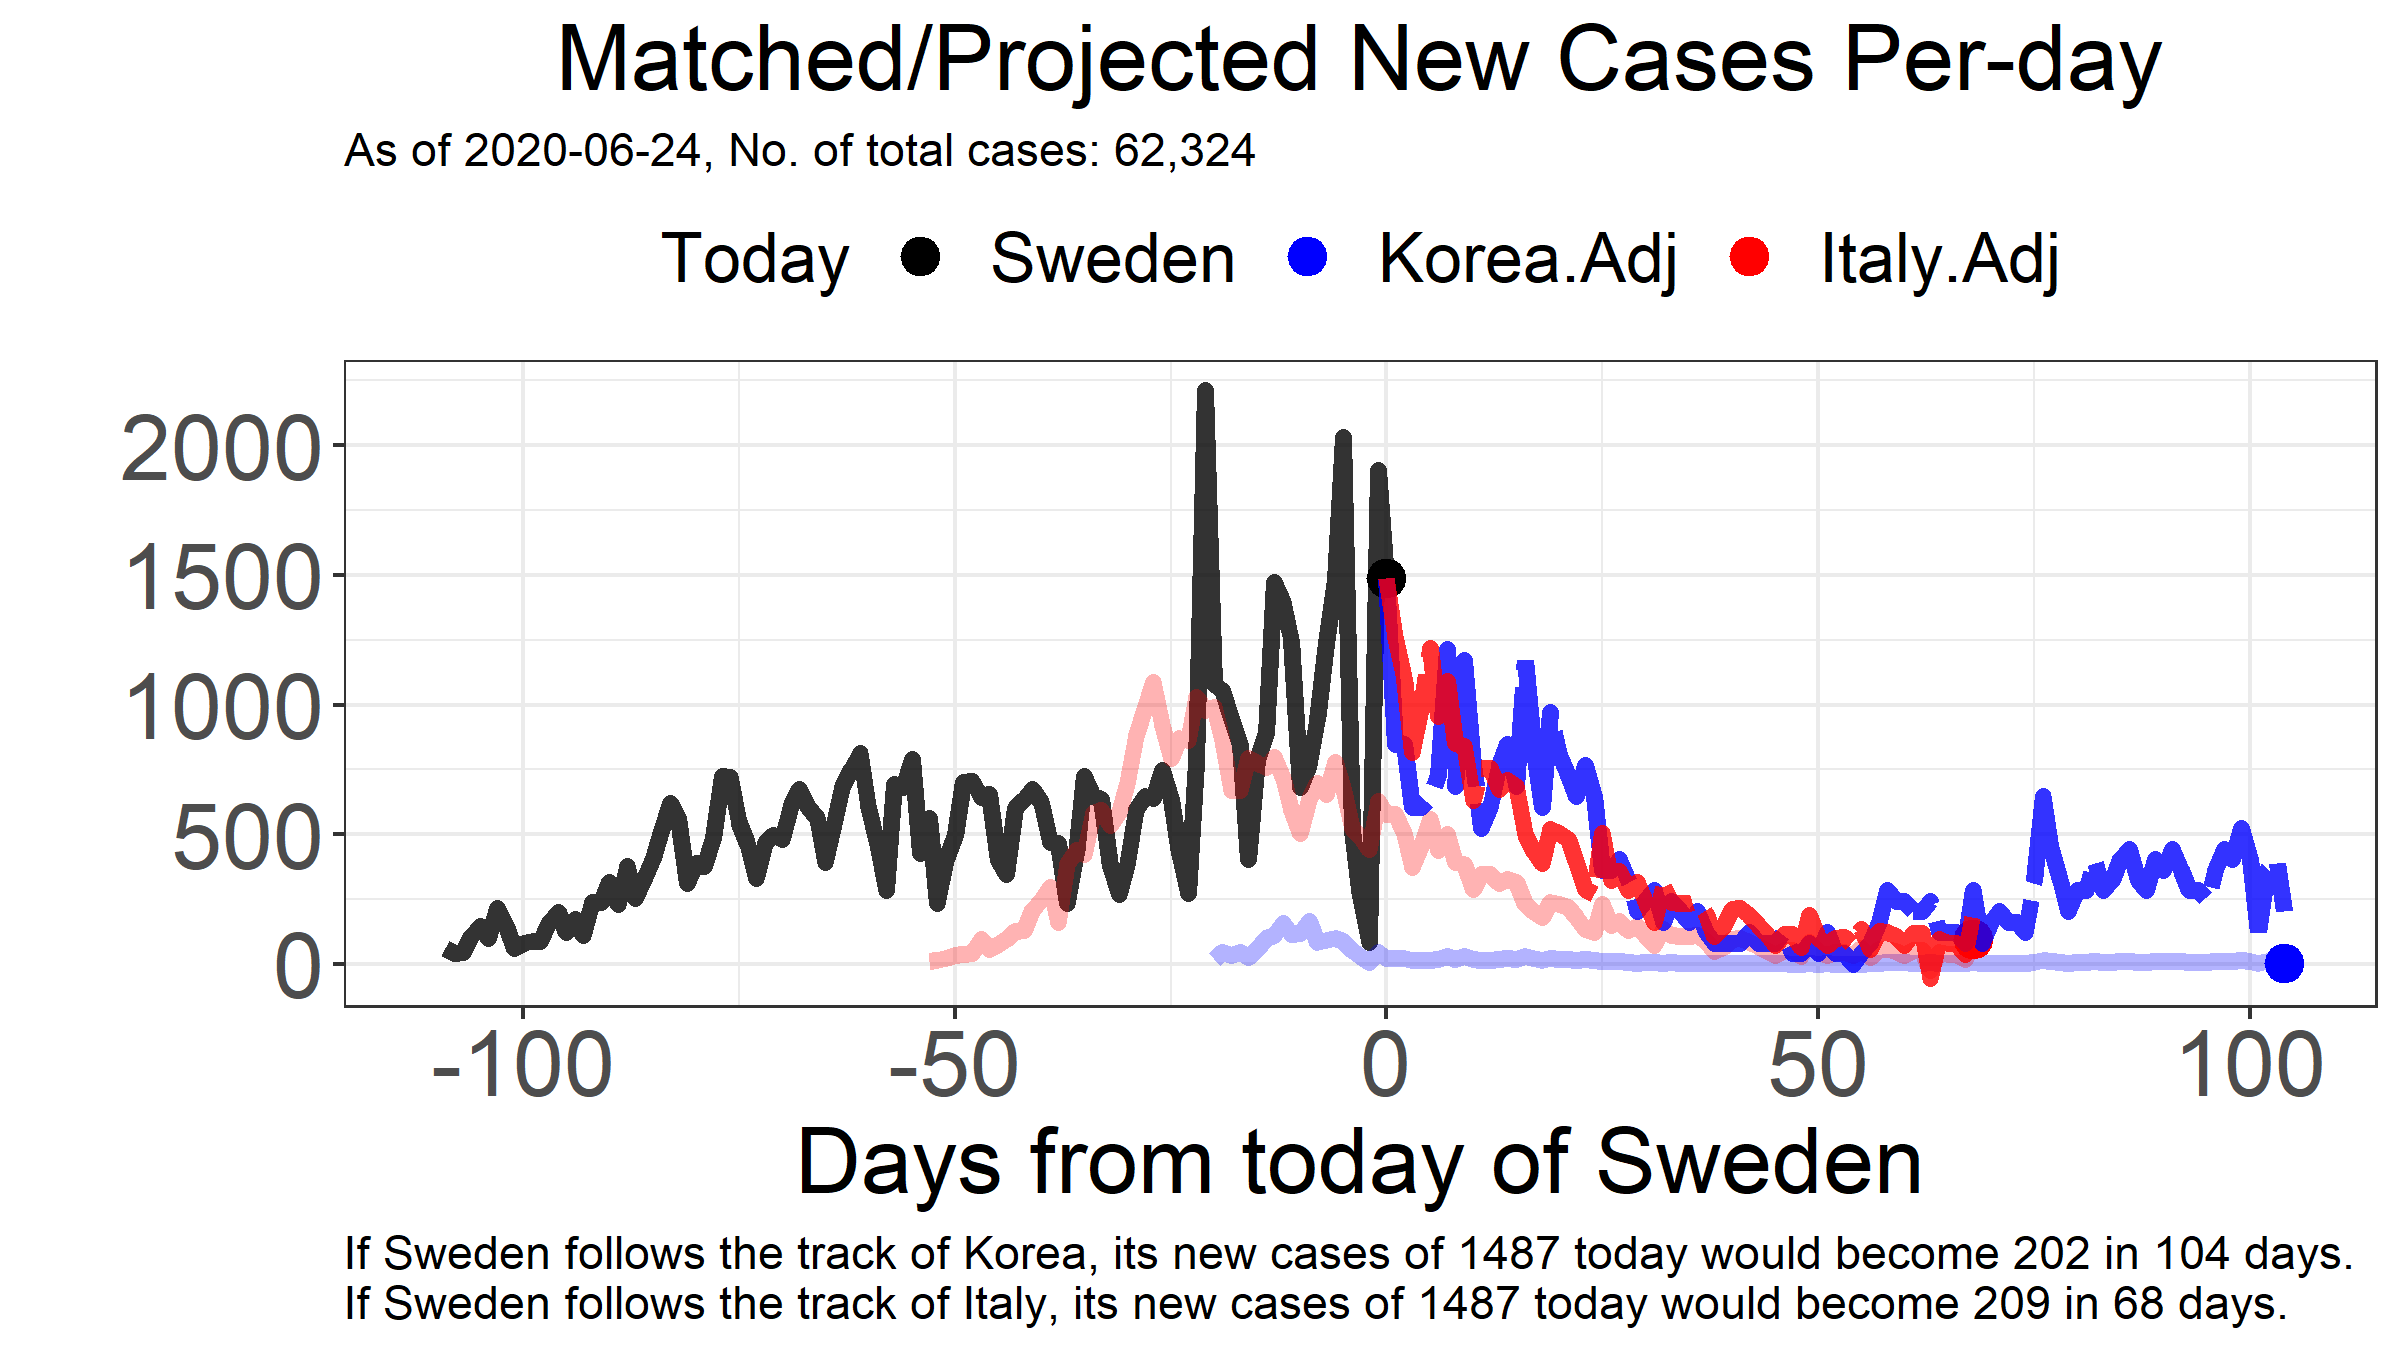 Matched/Projected New Cases Per-day
As of 2020-06-24, No. of total cases: 62,324
Today Sweden Korea.Adj Italy.Adj
2000
1500
1000
500
0
-100 -50 0 50 100
Days from today of Sweden
If Sweden follows the track of Korea, its new cases of 1487 today would become 202 in 104 days.
If Sweden follows the track of Italy, its new cases of 1487 today would become 209 in 68 days.